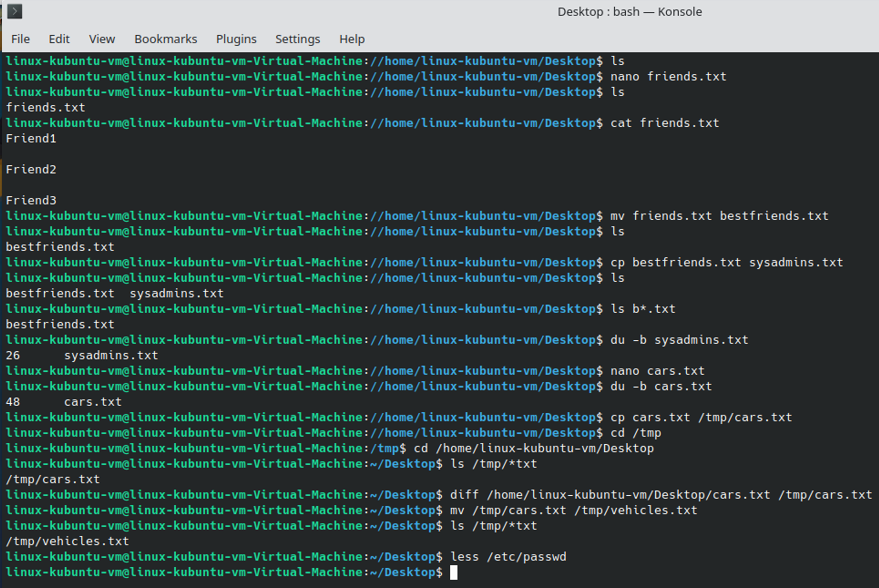 Desktop : bash — Konsole
File Edit View Bookmarks Plugins Settings Help
linux-kubuntu-vm@linux-kubuntu-vm-Virtual-Machine://home/linux-kubuntu-vm/Desktop$ ls
linux-kubuntu-vm@linux-kubuntu-vm-Virtual-Machine://home/linux-kubuntu-vm/Desktop$ nano friends.txt
linux-kubuntu-vm@linux-kubuntu-vm-Virtual-Machine://home/linux-kubuntu-vm/Desktop$ ls
friends.txt
linux-kubuntu-vm@linux-kubuntu-vm-Virtual-Machine://home/linux-kubuntu-vm/Desktop$ cat friends.txt
Friend1
Friend2
Friend3
linux-kubuntu-vm@linux-kubuntu-vm-Virtual-Machine://home/linux-kubuntu-vm/Desktop$ mv friends.txt bestfriends.txt
linux-kubuntu-vm@linux-kubuntu-vm-Virtual-Machine://home/linux-kubuntu-vm/Desktop$ ls
bestfriends.txt
linux-kubuntu-vm@linux-kubuntu-vm-Virtual-Machine://home/linux-kubuntu-vm/Desktop$ cp bestfriends.txt sysadmins.txt
linux-kubuntu-vm@linux-kubuntu-vm-Virtual-Machine://home/linux-kubuntu-vm/Desktop$ ls
bestfriends.txt  sysadmins.txt
linux-kubuntu-vm@linux-kubuntu-vm-Virtual-Machine://home/linux-kubuntu-vm/Desktop$ ls b*.txt
bestfriends.txt
linux-kubuntu-vm@linux-kubuntu-vm-Virtual-Machine://home/linux-kubuntu-vm/Desktop$ du -b sysadmins.txt
26      sysadmins.txt
linux-kubuntu-vm@linux-kubuntu-vm-Virtual-Machine://home/linux-kubuntu-vm/Desktop$ nano cars.txt
linux-kubuntu-vm@linux-kubuntu-vm-Virtual-Machine://home/linux-kubuntu-vm/Desktop$ du -b cars.txt
48      cars.txt
linux-kubuntu-vm@linux-kubuntu-vm-Virtual-Machine://home/linux-kubuntu-vm/Desktop$ cp cars.txt /tmp/cars.txt
linux-kubuntu-vm@linux-kubuntu-vm-Virtual-Machine://home/linux-kubuntu-vm/Desktop$ cd /tmp
linux-kubuntu-vm@linux-kubuntu-vm-Virtual-Machine:/tmp$ cd /home/linux-kubuntu-vm/Desktop
linux-kubuntu-vm@linux-kubuntu-vm-Virtual-Machine:~/Desktop$ ls /tmp/*txt
/tmp/cars.txt
linux-kubuntu-vm@linux-kubuntu-vm-Virtual-Machine:~/Desktop$ diff /home/linux-kubuntu-vm/Desktop/cars.txt /tmp/cars.txt
linux-kubuntu-vm@linux-kubuntu-vm-Virtual-Machine:~/Desktop$ mv /tmp/cars.txt /tmp/vehicles.txt
linux-kubuntu-vm@linux-kubuntu-vm-Virtual-Machine:~/Desktop$ ls /tmp/*txt
/tmp/vehicles.txt
linux-kubuntu-vm@linux-kubuntu-vm-Virtual-Machine:~/Desktop$ less /etc/passwd
linux-kubuntu-vm@linux-kubuntu-vm-Virtual-Machine:~/Desktop$